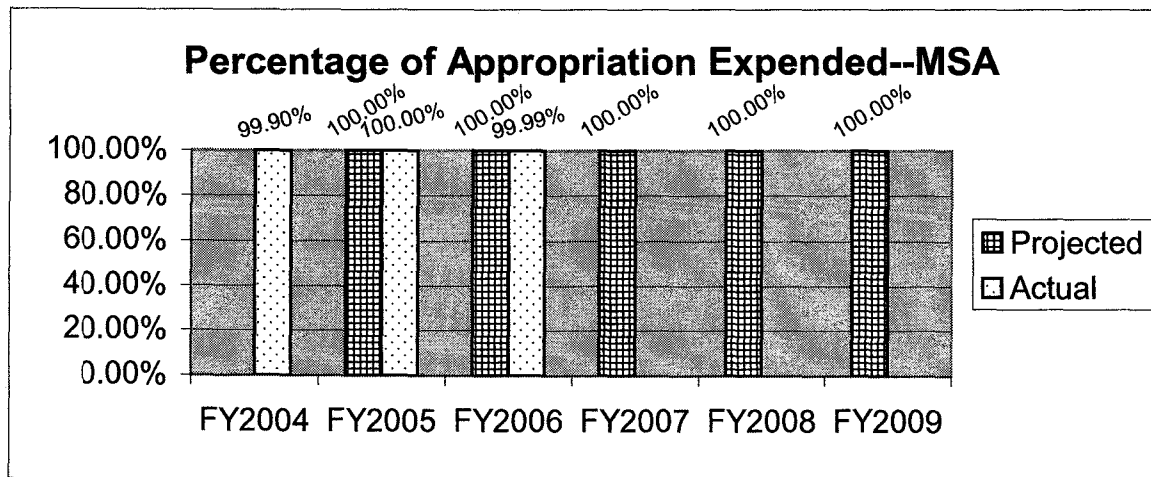 Percentage of Appropriation Expended--MSA
99.90% 100.00% 100.00% 100.00% 99.99% 100.00% 100.00% 100.00%
100.00%
80.00%
60.00%
40.00%
20.00%
0.00%
FY2004 FY2005 FY2006 FY2007 FY2008 FY2009
Projected
Actual